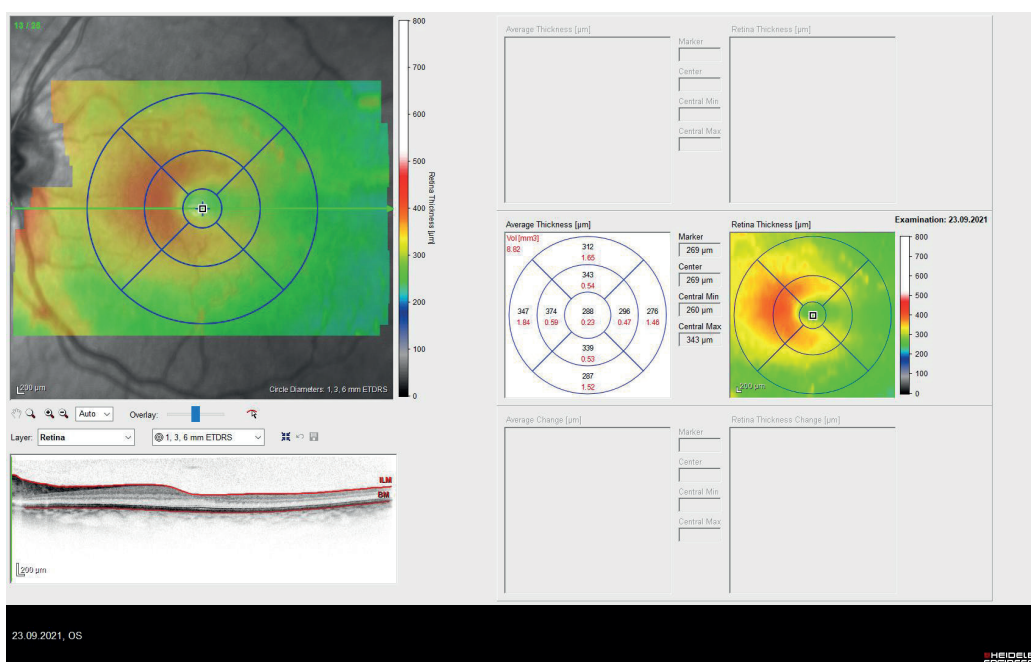 13 / 25
800
700
600
500
400
300
200
100
0
Retina Thickness [µm]
200 µm
Circle Diameters: 1, 3, 6 mm ETDRS
Auto
Overlay:
Layer: Retina
1, 3, 6 mm ETDRS
ILM
BM
200 µm
Average Thickness [µm]
Retina Thickness [µm]
Marker
Center
Central Min
Central Max
Examination: 23.09.2021
Average Thickness [µm]
Retina Thickness [µm]
Vol [mm3]
8.82
312
1.65
343
0.54
347
1.84
374
0.59
288
0.23
296
0.47
276
1.46
339
0.53
287
1.52
Marker
269 µm
Center
269 µm
Central Min
260 µm
Central Max
343 µm
800
700
600
500
400
300
200
100
0
200 µm
Average Change [µm]
Retina Thickness Change [µm]
Marker
Center
Central Min
Central Max
23.09.2021, OS